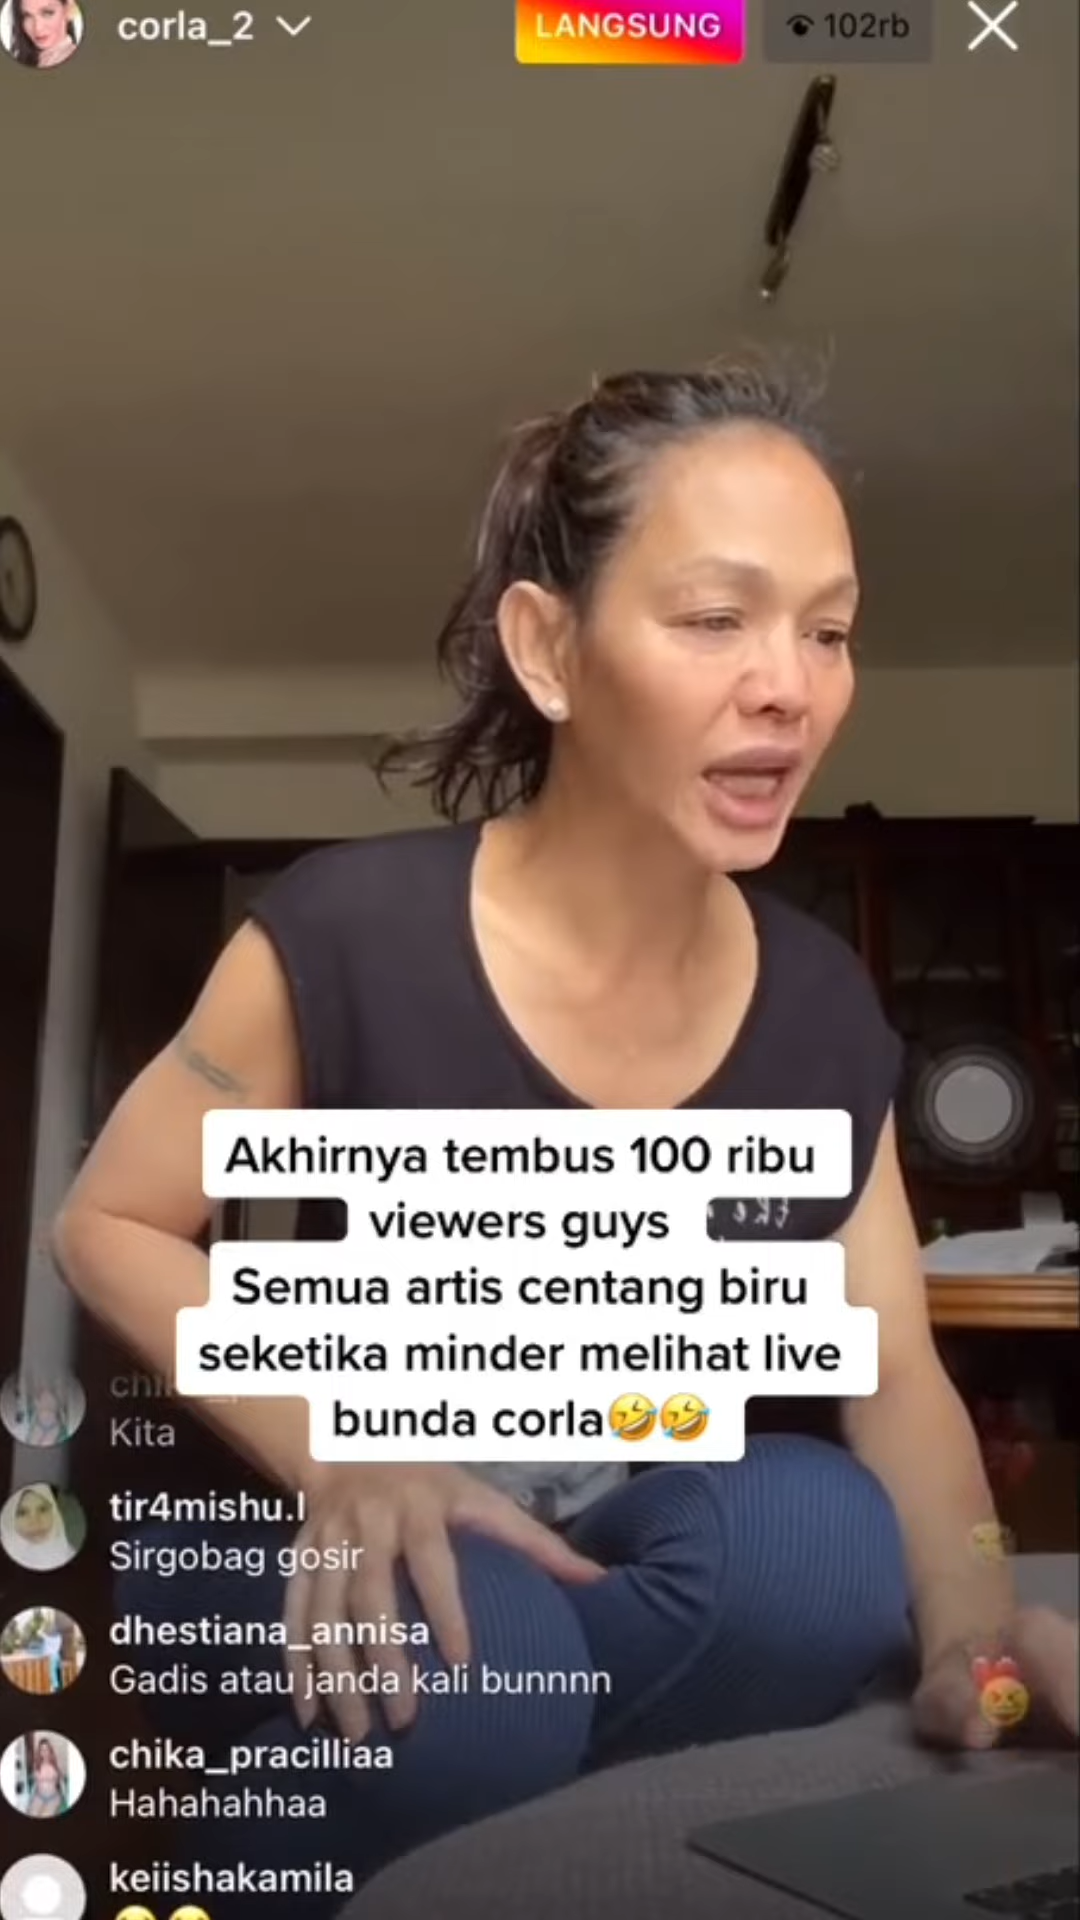 corla_2
LANGSUNG
102rb
Akhirnya tembus 100 ribu
viewers guys
Semua artis centang biru
seketika minder melihat live
bunda corla🤣🤣
Kita
tir4mishu.l
Sirgobag gosir
dhestiana_annisa
Gadis atau janda kali bunnnn
chika_pracilliaa
Hahahahhaa
keiishakamila